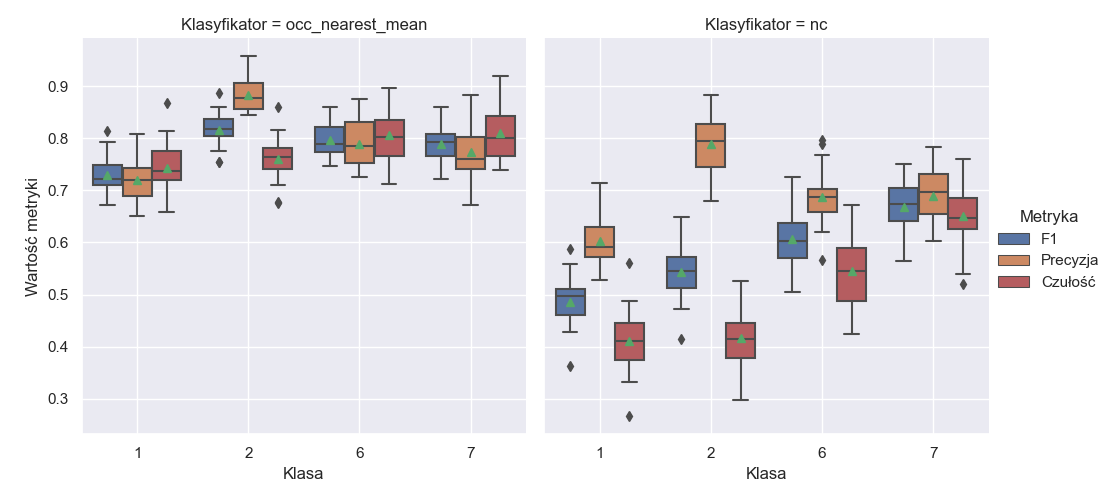 Klasyfikator = occ_nearest_mean
Klasyfikator = nc
0.9
0.8
0.7
0.6
0.5
0.4
0.3
Wartość metryki
1 2 6 7
Klasa
1 2 6 7
Klasa
Metryka
F1
Precyzja
Czułość